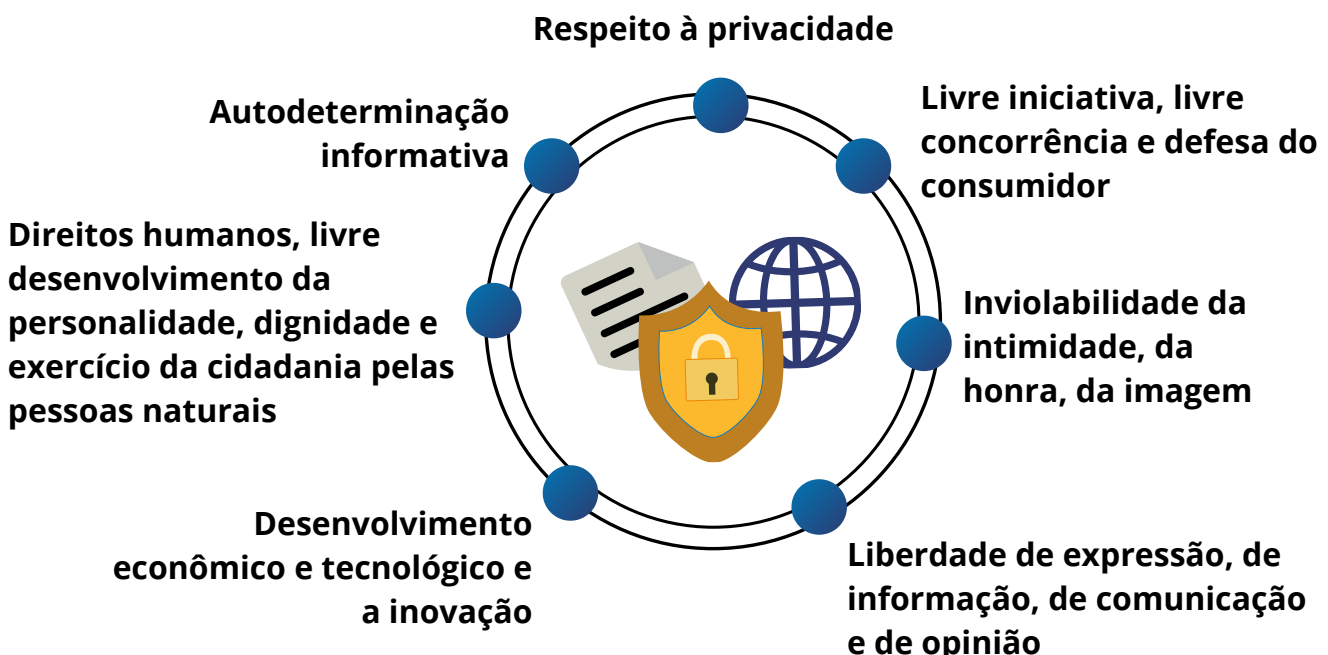 Respeito à privacidade
Livre iniciativa, livre
concorrência e defesa do
consumidor
Inviolabilidade da
intimidade, da
honra, da imagem
Liberdade de expressão, de
informação, de comunicação
e de opinião
Desenvolvimento
econômico e tecnológico e
a inovação
Direitos humanos, livre
desenvolvimento da
personalidade, dignidade e
exercício da cidadania pelas
pessoas naturais
Autodeterminação
informativa